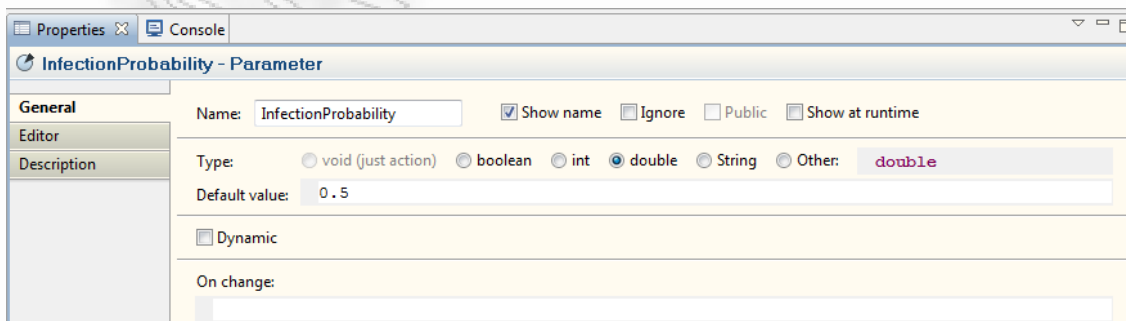 Properties Console
InfectionProbability - Parameter
General
Name: InfectionProbability Show name Ignore Public Show at runtime
Editor
Description
Type: void (just action) boolean int double String Other: double
Default value: 0.5
Dynamic
On change: